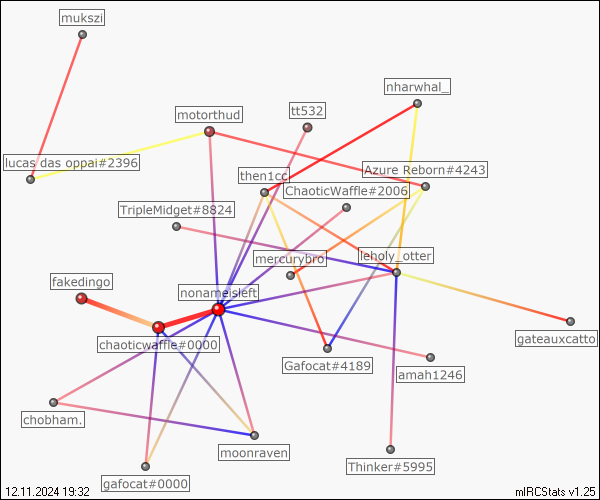 mukszi
nharwhal_
motorthud
tt532
lucas das oppai#2396
Azure Reborn#4243
then1cc
ChaoticWaffle#2006
TripleMidget#8824
mercurybro
leholy_otter
fakedingo
nonameisleft
chaoticwaffle#0000
gateauxcatto
Gafocat#4189
amah1246
chobham.
moonraven
Thinker#5995
gafocat#0000
12.11.2024 19:32
mIRCStats v1.25